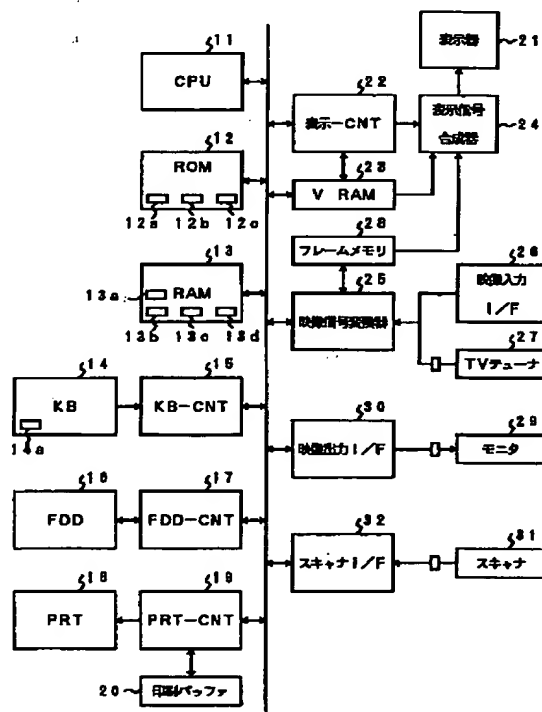 11
CPU
12
ROM
12a 12b 12c
13
13a RAM
13b 13c 13d
14
KB
14a
15
KB-CNT
16
FDD
17
FDD-CNT
18
PRT
19
PRT-CNT
20 印刷バッファ
表示器 21
22
表示-CNT
表示信号
合成器
24
23
V RAM
28
フレームメモリ
25
映像信号変換器
26
映像入力
I/F
27
TVチューナ
30
映像出力I/F
29
モニタ
32
スキャナI/F
31
スキャナ